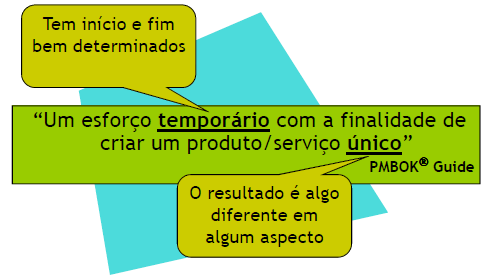 Tem início e fim
bem determinados
“Um esforço temporário com a finalidade de
criar um produto/serviço único”
PMBOK® Guide
O resultado é algo
diferente em
algum aspecto